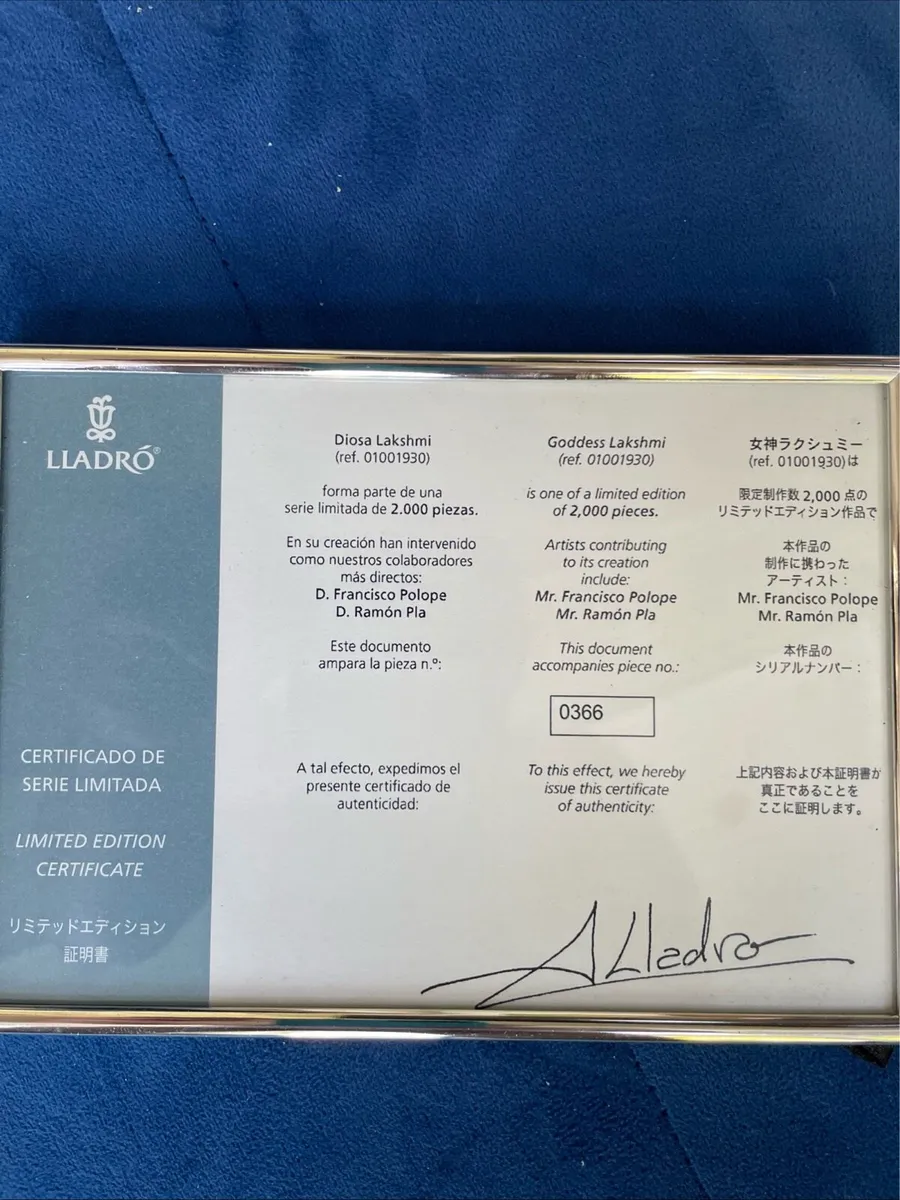 LLADRÓ®
CERTIFICADO DE
SERIE LIMITADA
LIMITED EDITION
CERTIFICATE
リミテッドエディション
証明書
Diosa Lakshmi
(ref. 01001930)
forma parte de una
serie limitada de 2.000 piezas.
En su creación han intervenido
como nuestros colaboradores
más directos:
D. Francisco Polope
D. Ramón Pla
Este documento
ampara la pieza n.º:
A tal efecto, expedimos el
presente certificado de
autenticidad:
Goddess Lakshmi
(ref. 01001930)
is one of a limited edition
of 2,000 pieces.
Artists contributing
to its creation
include:
Mr. Francisco Polope
Mr. Ramón Pla
This document
accompanies piece no.:
0366
To this effect, we hereby
issue this certificate
of authenticity:
女神ラクシュミー
(ref. 01001930)は
限定制作数 2,000 点の
リミテッドエディション作品で
本作品の
制作に携わった
アーティスト：
Mr. Francisco Polope
Mr. Ramón Pla
本作品の
シリアルナンバー：
上記内容および本証明書が
真正であることを
ここに証明します。
A Lladro